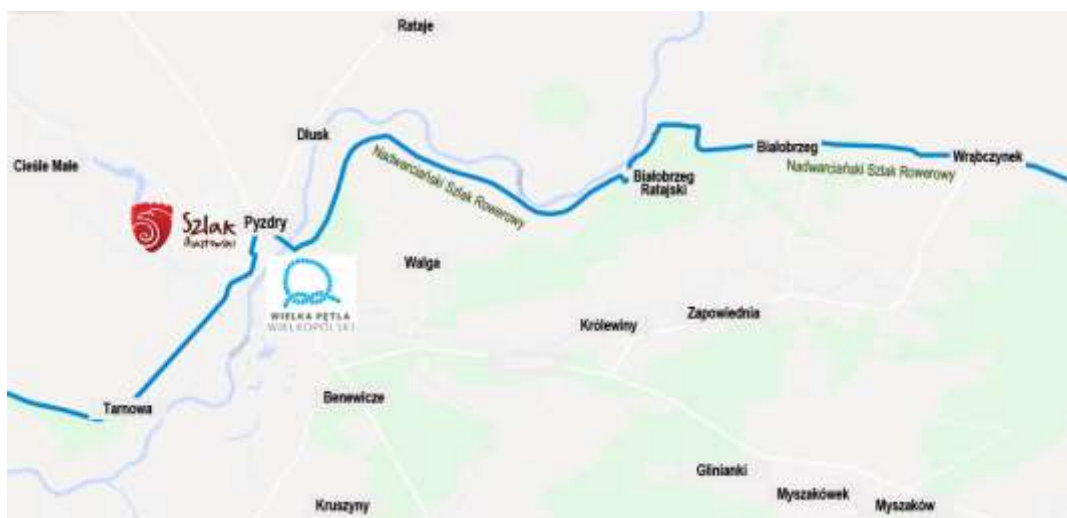 Rataje
Dłusk
Cieśle Małe
Szlak
Piastowski
Pyzdry
Nadwarciański Szlak Rowerowy
Białobrzeg
Ratajski
Białobrzeg
Nadwarciański Szlak Rowerowy
Wrąbczynek
Walga
WIELKA PĘTLA
WIELKOPOLSKI
Królewiny
Zapowiednia
Tarnowa
Benewicze
Glinianki
Myszakówek
Myszaków
Kruszyny